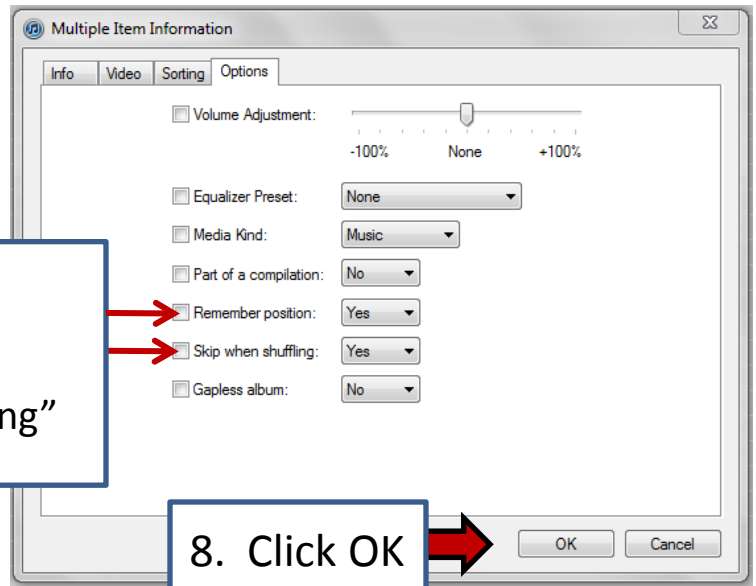 Multiple Item Information
Info Video Sorting Options
Volume Adjustment:
-100% None +100%
Equalizer Preset: None
Media Kind: Music
Part of a compilation: No
Remember position: Yes
Skip when shuffling: Yes
Gapless album: No
ng”
8. Click OK
OK Cancel